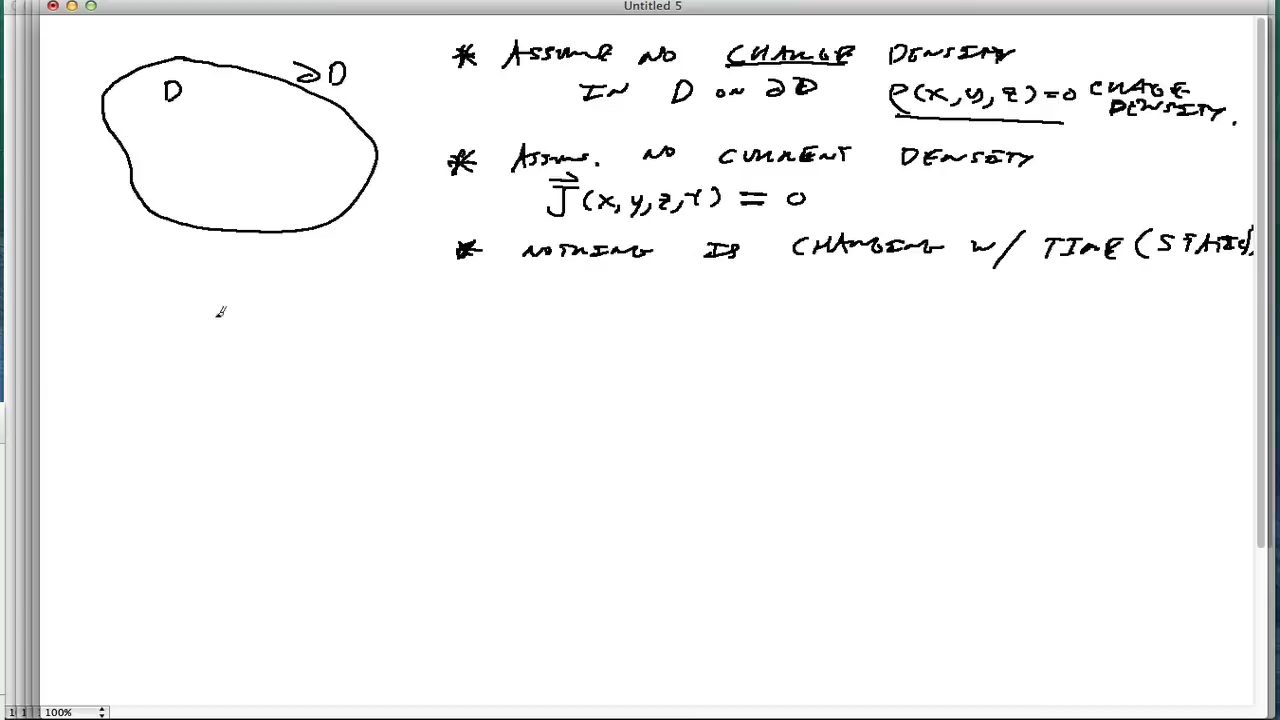 Untitled 5
D
∂D
* ASSUME NO CHARGE DENSITY
IN D OR ∂D ρ(x,y,z)=0 CHARGE
DENSITY.
* ASSUM. NO CURRENT DENSITY
J⃗(x,y,z,t) = 0
* NOTHING IS CHANGING w/ TIME (STATIC).
100%